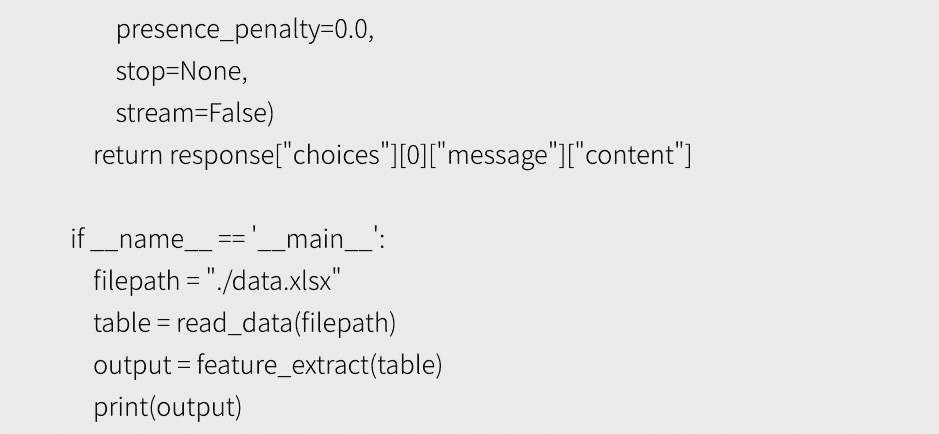 presence_penalty=0.0,
stop=None,
stream=False)
return response["choices"][0]["message"]["content"]
if __name__ == '__main__':
filepath = "./data.xlsx"
table = read_data(filepath)
output = feature_extract(table)
print(output)